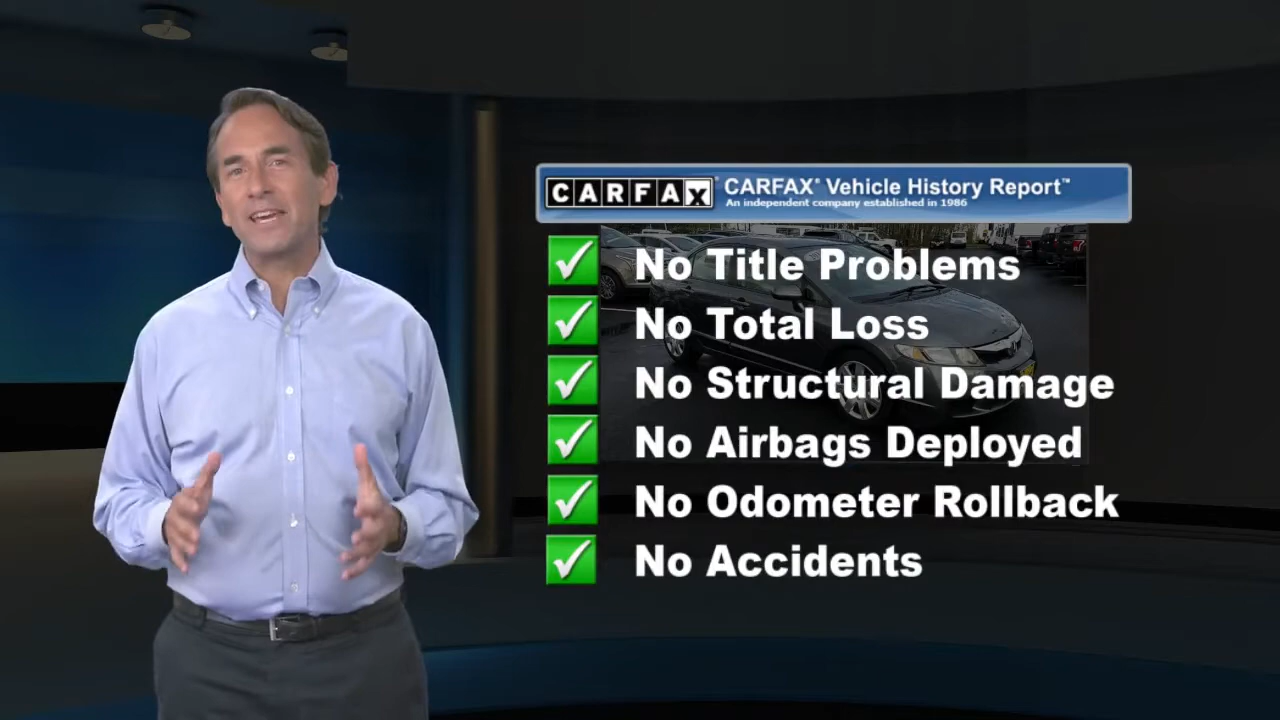 CARFAX® CARFAX® Vehicle History Report™
An independent company established in 1986
No Title Problems
No Total Loss
No Structural Damage
No Airbags Deployed
No Odometer Rollback
No Accidents